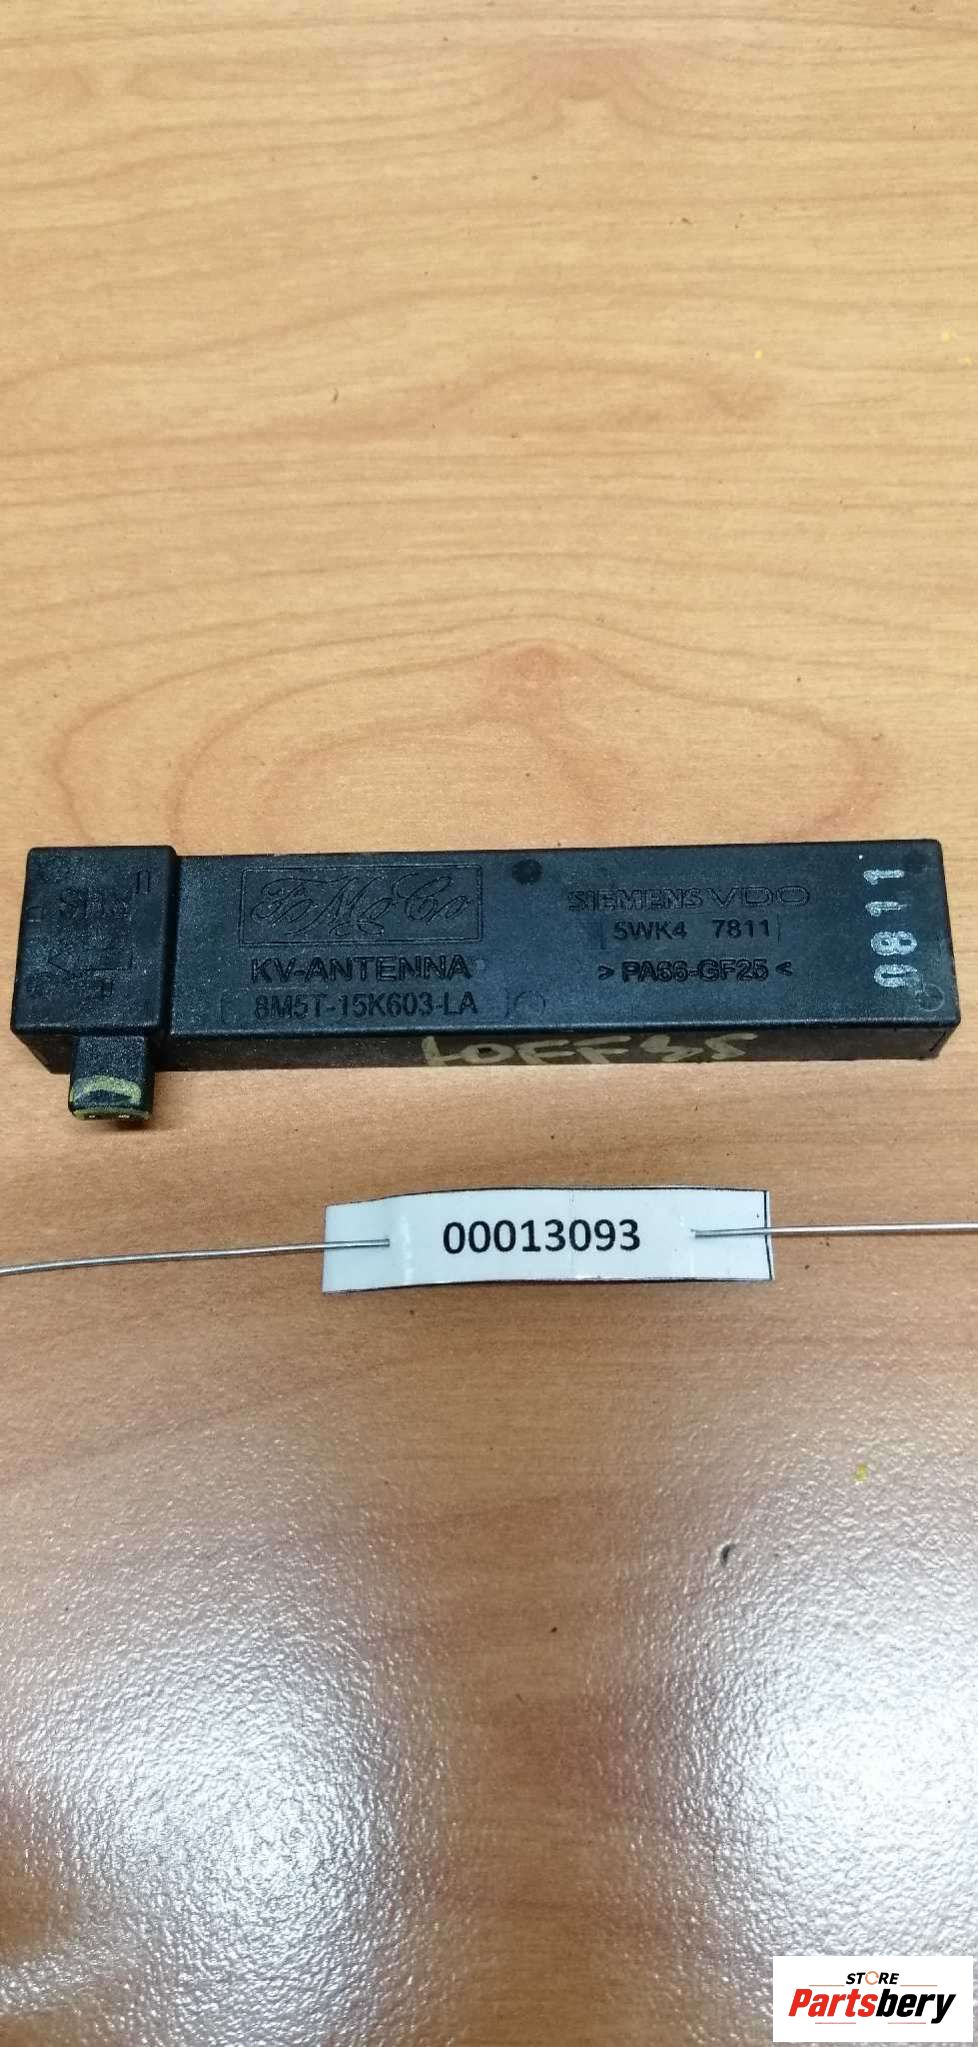 FoMoCo
KV-ANTENNA
8M5T-15K603-LA
SIEMENS VDO
5WK4 7811
>PA66-GF25<
0811
00013093
STORE
Partsbery